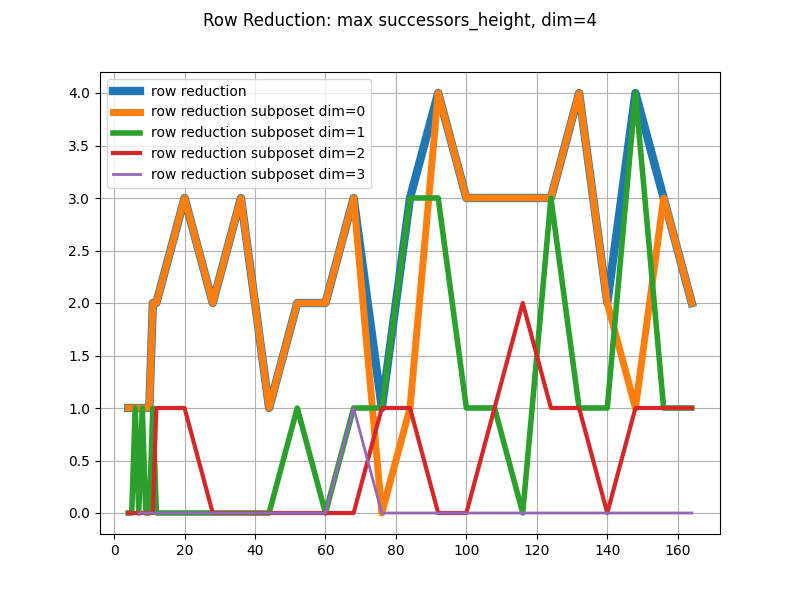 Row Reduction: max successors_height, dim=4
row reduction
row reduction subposet dim=0
row reduction subposet dim=1
row reduction subposet dim=2
row reduction subposet dim=3
4.0
3.5
3.0
2.5
2.0
1.5
1.0
0.5
0.0
0 20 40 60 80 100 120 140 160